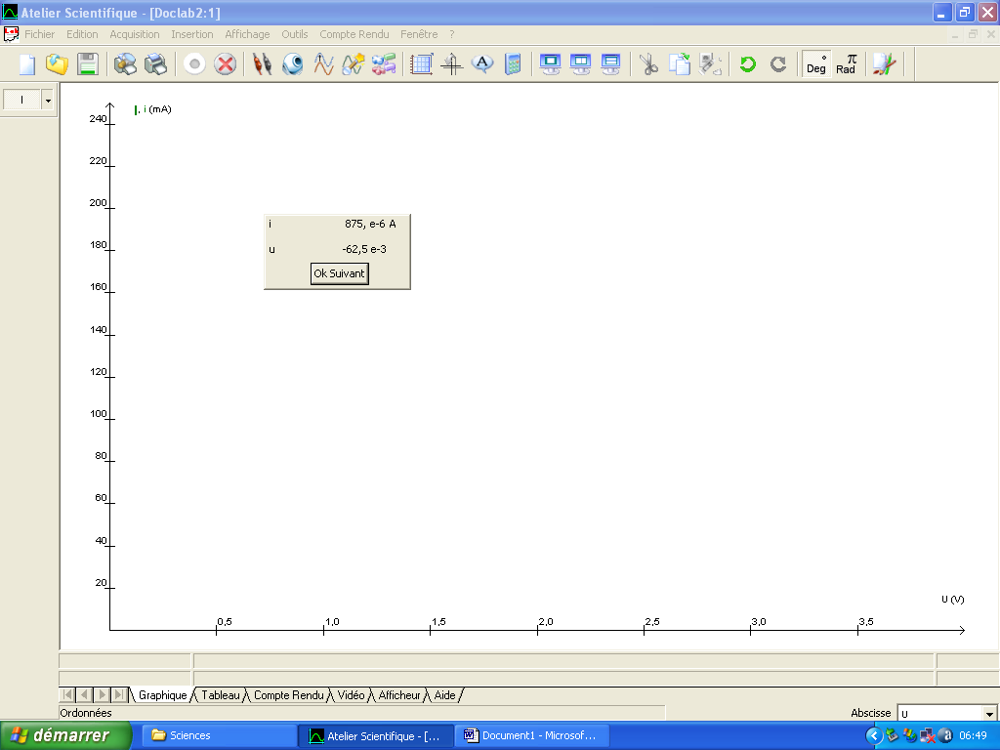 Atelier Scientifique - [Doclab2:1]
Fichier Edition Acquisition Insertion Affichage Outils Compte Rendu Fenêtre ?
Deg π Rad
I
I, i (mA)
240
220
200
180
160
140
120
100
80
60
40
20
i 875, e-6 A
u -62,5 e-3
Ok Suivant
U (V)
0,5 1,0 1,5 2,0 2,5 3,0 3,5
Graphique Tableau Compte Rendu Vidéo Afficheur Aide
Ordonnées Abscisse U
démarrer Sciences Atelier Scientifique - [... Document1 - Microsof... 06:49